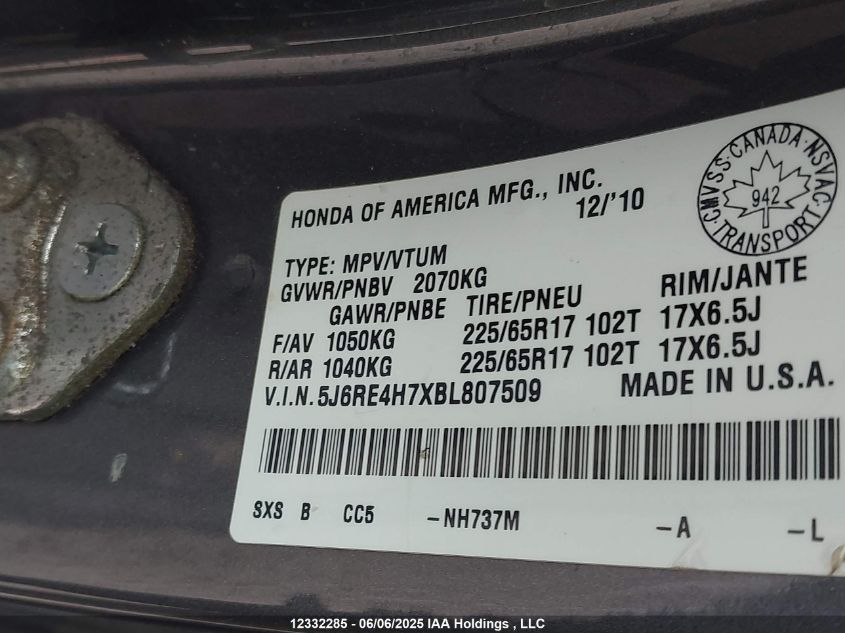 HONDA OF AMERICA MFG., INC.
12/'10
CMVSS · CANADA · NSVAC · TRANSPORT
942
TYPE: MPV/VTUM
GVWR/PNBV 2070KG
GAWR/PNBE TIRE/PNEU RIM/JANTE
F/AV 1050KG 225/65R17 102T 17X6.5J
R/AR 1040KG 225/65R17 102T 17X6.5J
V.I.N. 5J6RE4H7XBL807509 MADE IN U.S.A.
SXS B CC5 -NH737M -A -L
12332285 - 06/06/2025 IAA Holdings , LLC